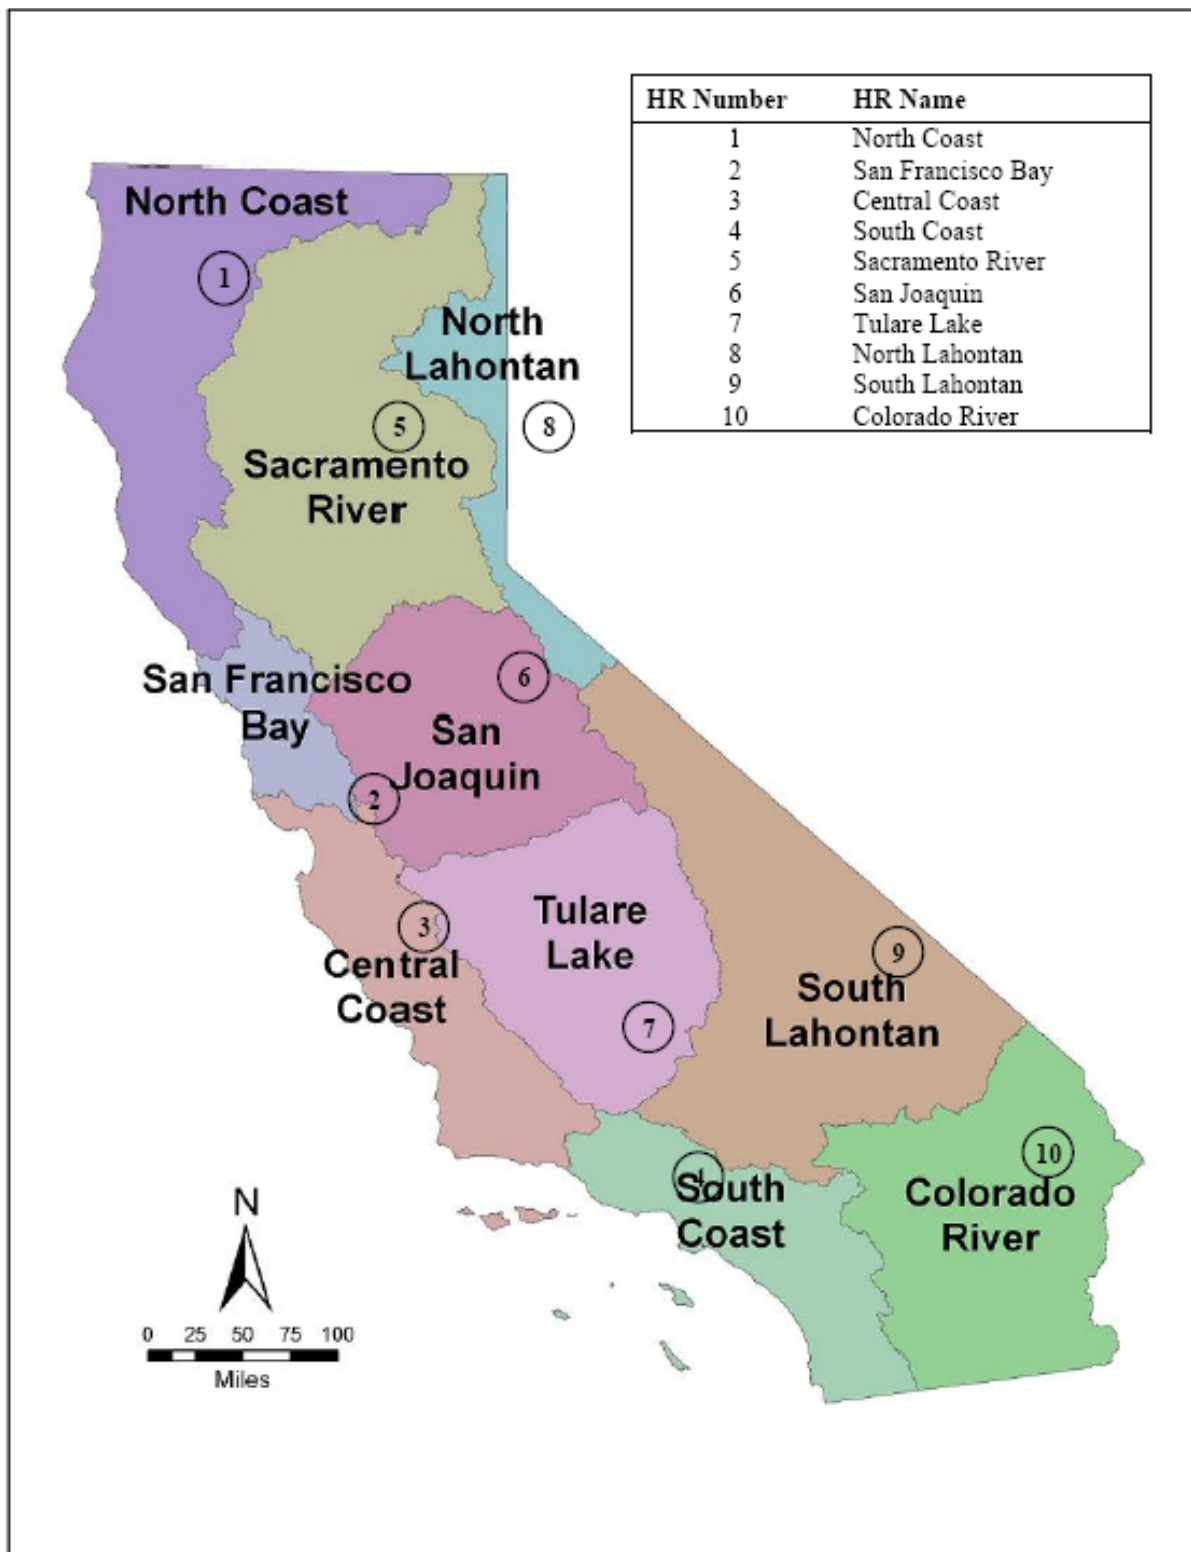 HR Number HR Name
1 North Coast
2 San Francisco Bay
3 Central Coast
4 South Coast
5 Sacramento River
6 San Joaquin
7 Tulare Lake
8 North Lahontan
9 South Lahontan
10 Colorado River
North Coast
1
North
Lahontan
5
8
Sacramento
River
6
San Francisco
Bay
San
Joaquin
2
Tulare
Lake
3
Central
Coast
9
South
Lahontan
7
10
4
South
Coast
Colorado
River
N
0 25 50 75 100
Miles